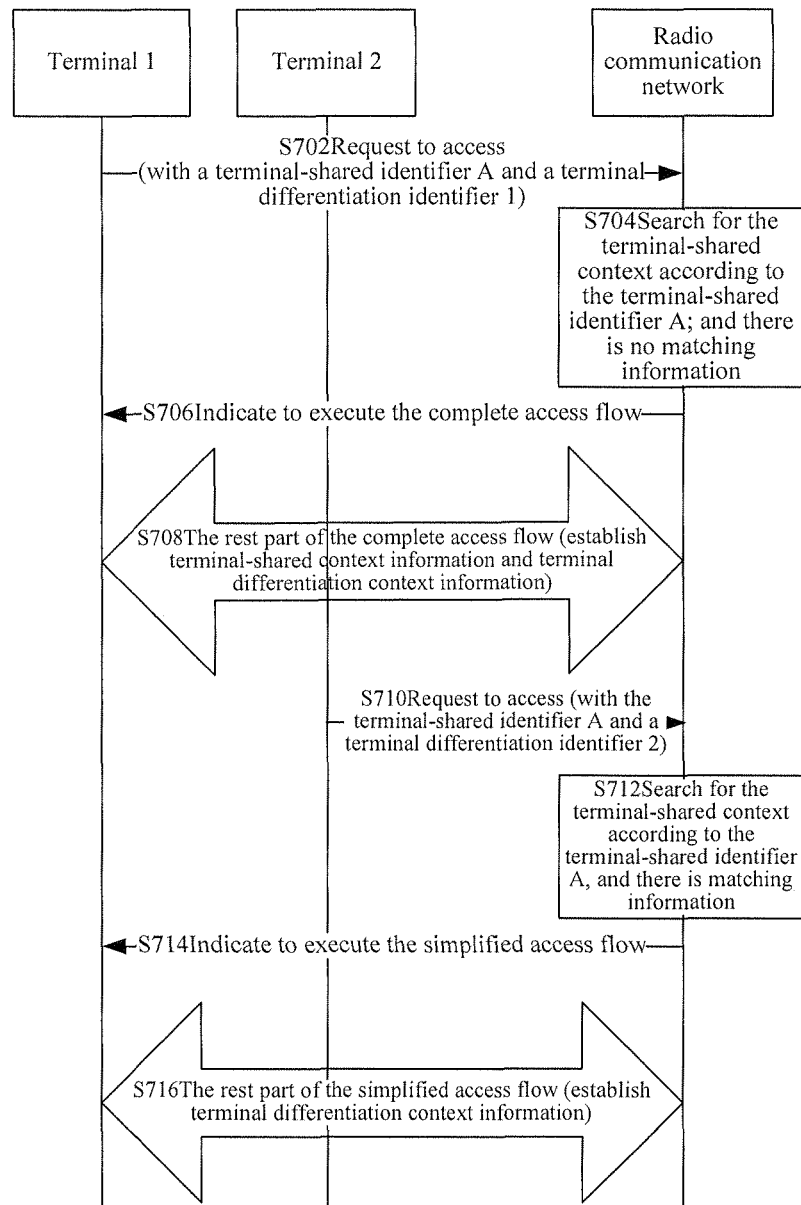 Terminal 1
Terminal 2
Radio
communication
network
S702Request to access
(with a terminal-shared identifier A and a terminal
differentiation identifier 1)
S704Search for the
terminal-shared
context according to
the terminal-shared
identifier A; and there
is no matching
information
S706Indicate to execute the complete access flow
S708The rest part of the complete access flow (establish
terminal-shared context information and terminal
differentiation context information)
S710Request to access (with the
terminal-shared identifier A and a
terminal differentiation identifier 2)
S712Search for the
terminal-shared context
according to the
terminal-shared identifier
A, and there is matching
information
S714Indicate to execute the simplified access flow
S716The rest part of the simplified access flow (establish
terminal differentiation context information)